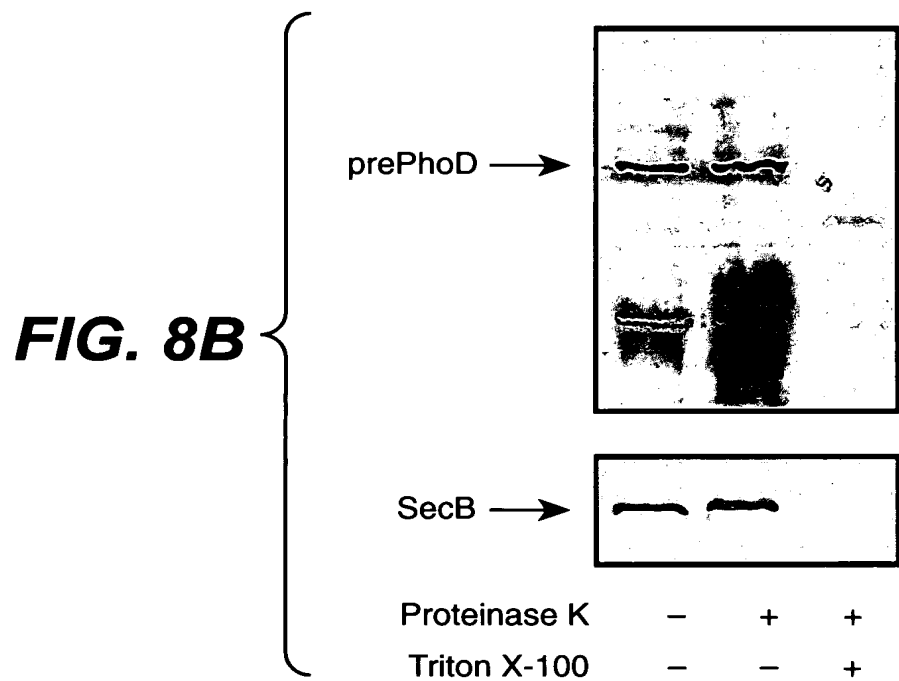 FIG. 8B
prePhoD
SecB
Proteinase K − + +
Triton X-100 − − +